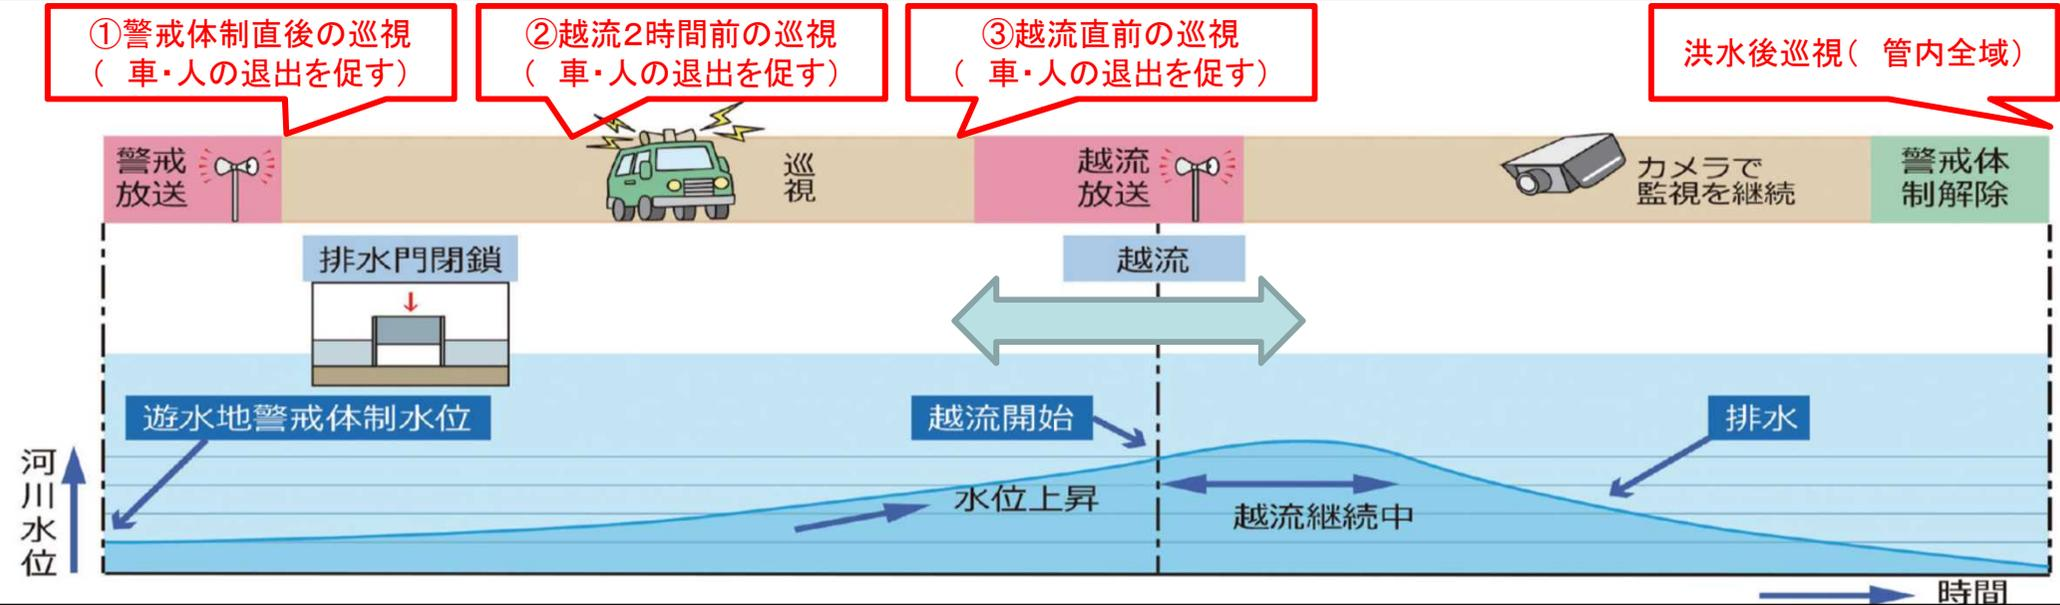 ①警戒体制直後の巡視
(　車・人の退出を促す)
②越流2時間前の巡視
(　車・人の退出を促す)
③越流直前の巡視
(　車・人の退出を促す)
洪水後巡視(　管内全域)
警戒
放送
巡
視
越流
放送
カメラで
監視を継続
警戒体
制解除
排水門閉鎖
越流
遊水地警戒体制水位
越流開始
排水
河
川
水
位
水位上昇
越流継続中
時間